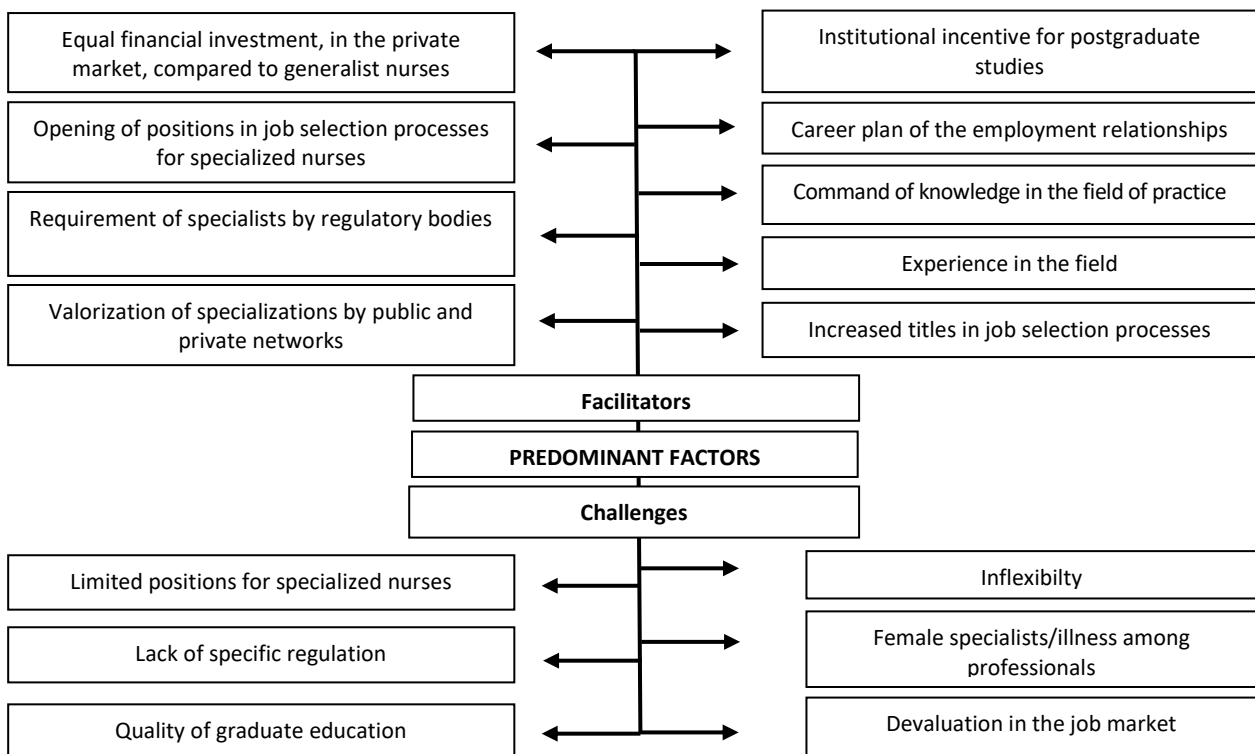 Equal financial investment, in the private
market, compared to generalist nurses
Institutional incentive for postgraduate
studies
Opening of positions in job selection processes
for specialized nurses
Career plan of the employment relationships
Requirement of specialists by regulatory bodies
Command of knowledge in the field of practice
Experience in the field
Valorization of specializations by public and
private networks
Increased titles in job selection processes
Facilitators
PREDOMINANT FACTORS
Challenges
Limited positions for specialized nurses
Inflexibilty
Lack of specific regulation
Female specialists/illness among
professionals
Quality of graduate education
Devaluation in the job market